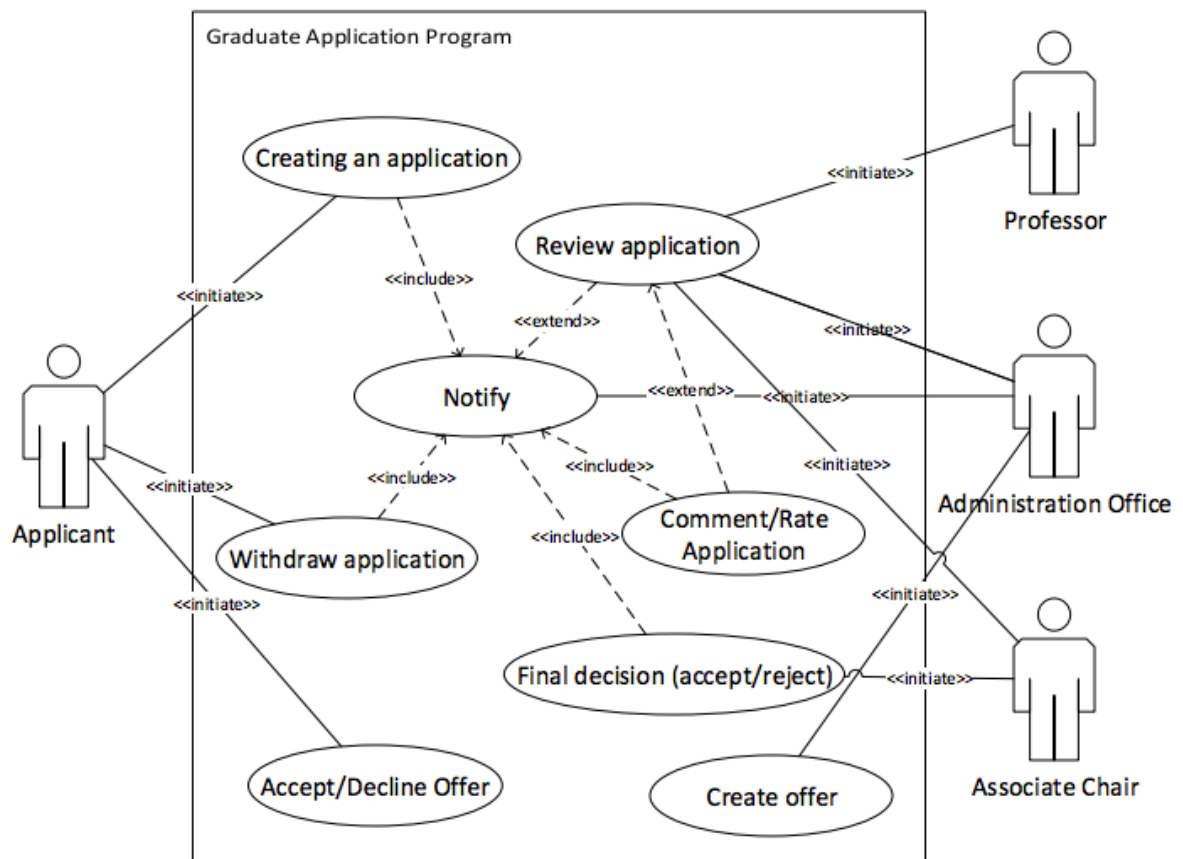 Graduate Application Program
Creating an application
<<initiate>>
Review application
Professor
<<include>>
<<initiate>>
<<extend>>
<<initiate>>
Notify
<<extend>>
<<initiate>>
<<include>>
<<include>>
<<initiate>>
<<initiate>>
Applicant
Withdraw application
Comment/Rate
Application
Administration Office
<<include>>
<<initiate>>
<<initiate>>
Final decision (accept/reject)
<<initiate>>
Accept/Decline Offer
Create offer
Associate Chair